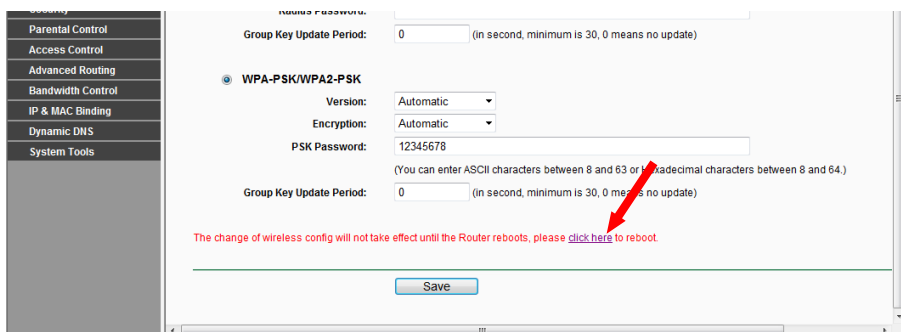 Security
Radius Password:
Parental Control
Group Key Update Period: 0 (in second, minimum is 30, 0 means no update)
Access Control
Advanced Routing
WPA-PSK/WPA2-PSK
Bandwidth Control
Version: Automatic
IP & MAC Binding
Encryption: Automatic
Dynamic DNS
PSK Password: 12345678
System Tools
(You can enter ASCII characters between 8 and 63 or Hexadecimal characters between 8 and 64.)
Group Key Update Period: 0 (in second, minimum is 30, 0 means no update)
The change of wireless config will not take effect until the Router reboots, please click here to reboot.
Save